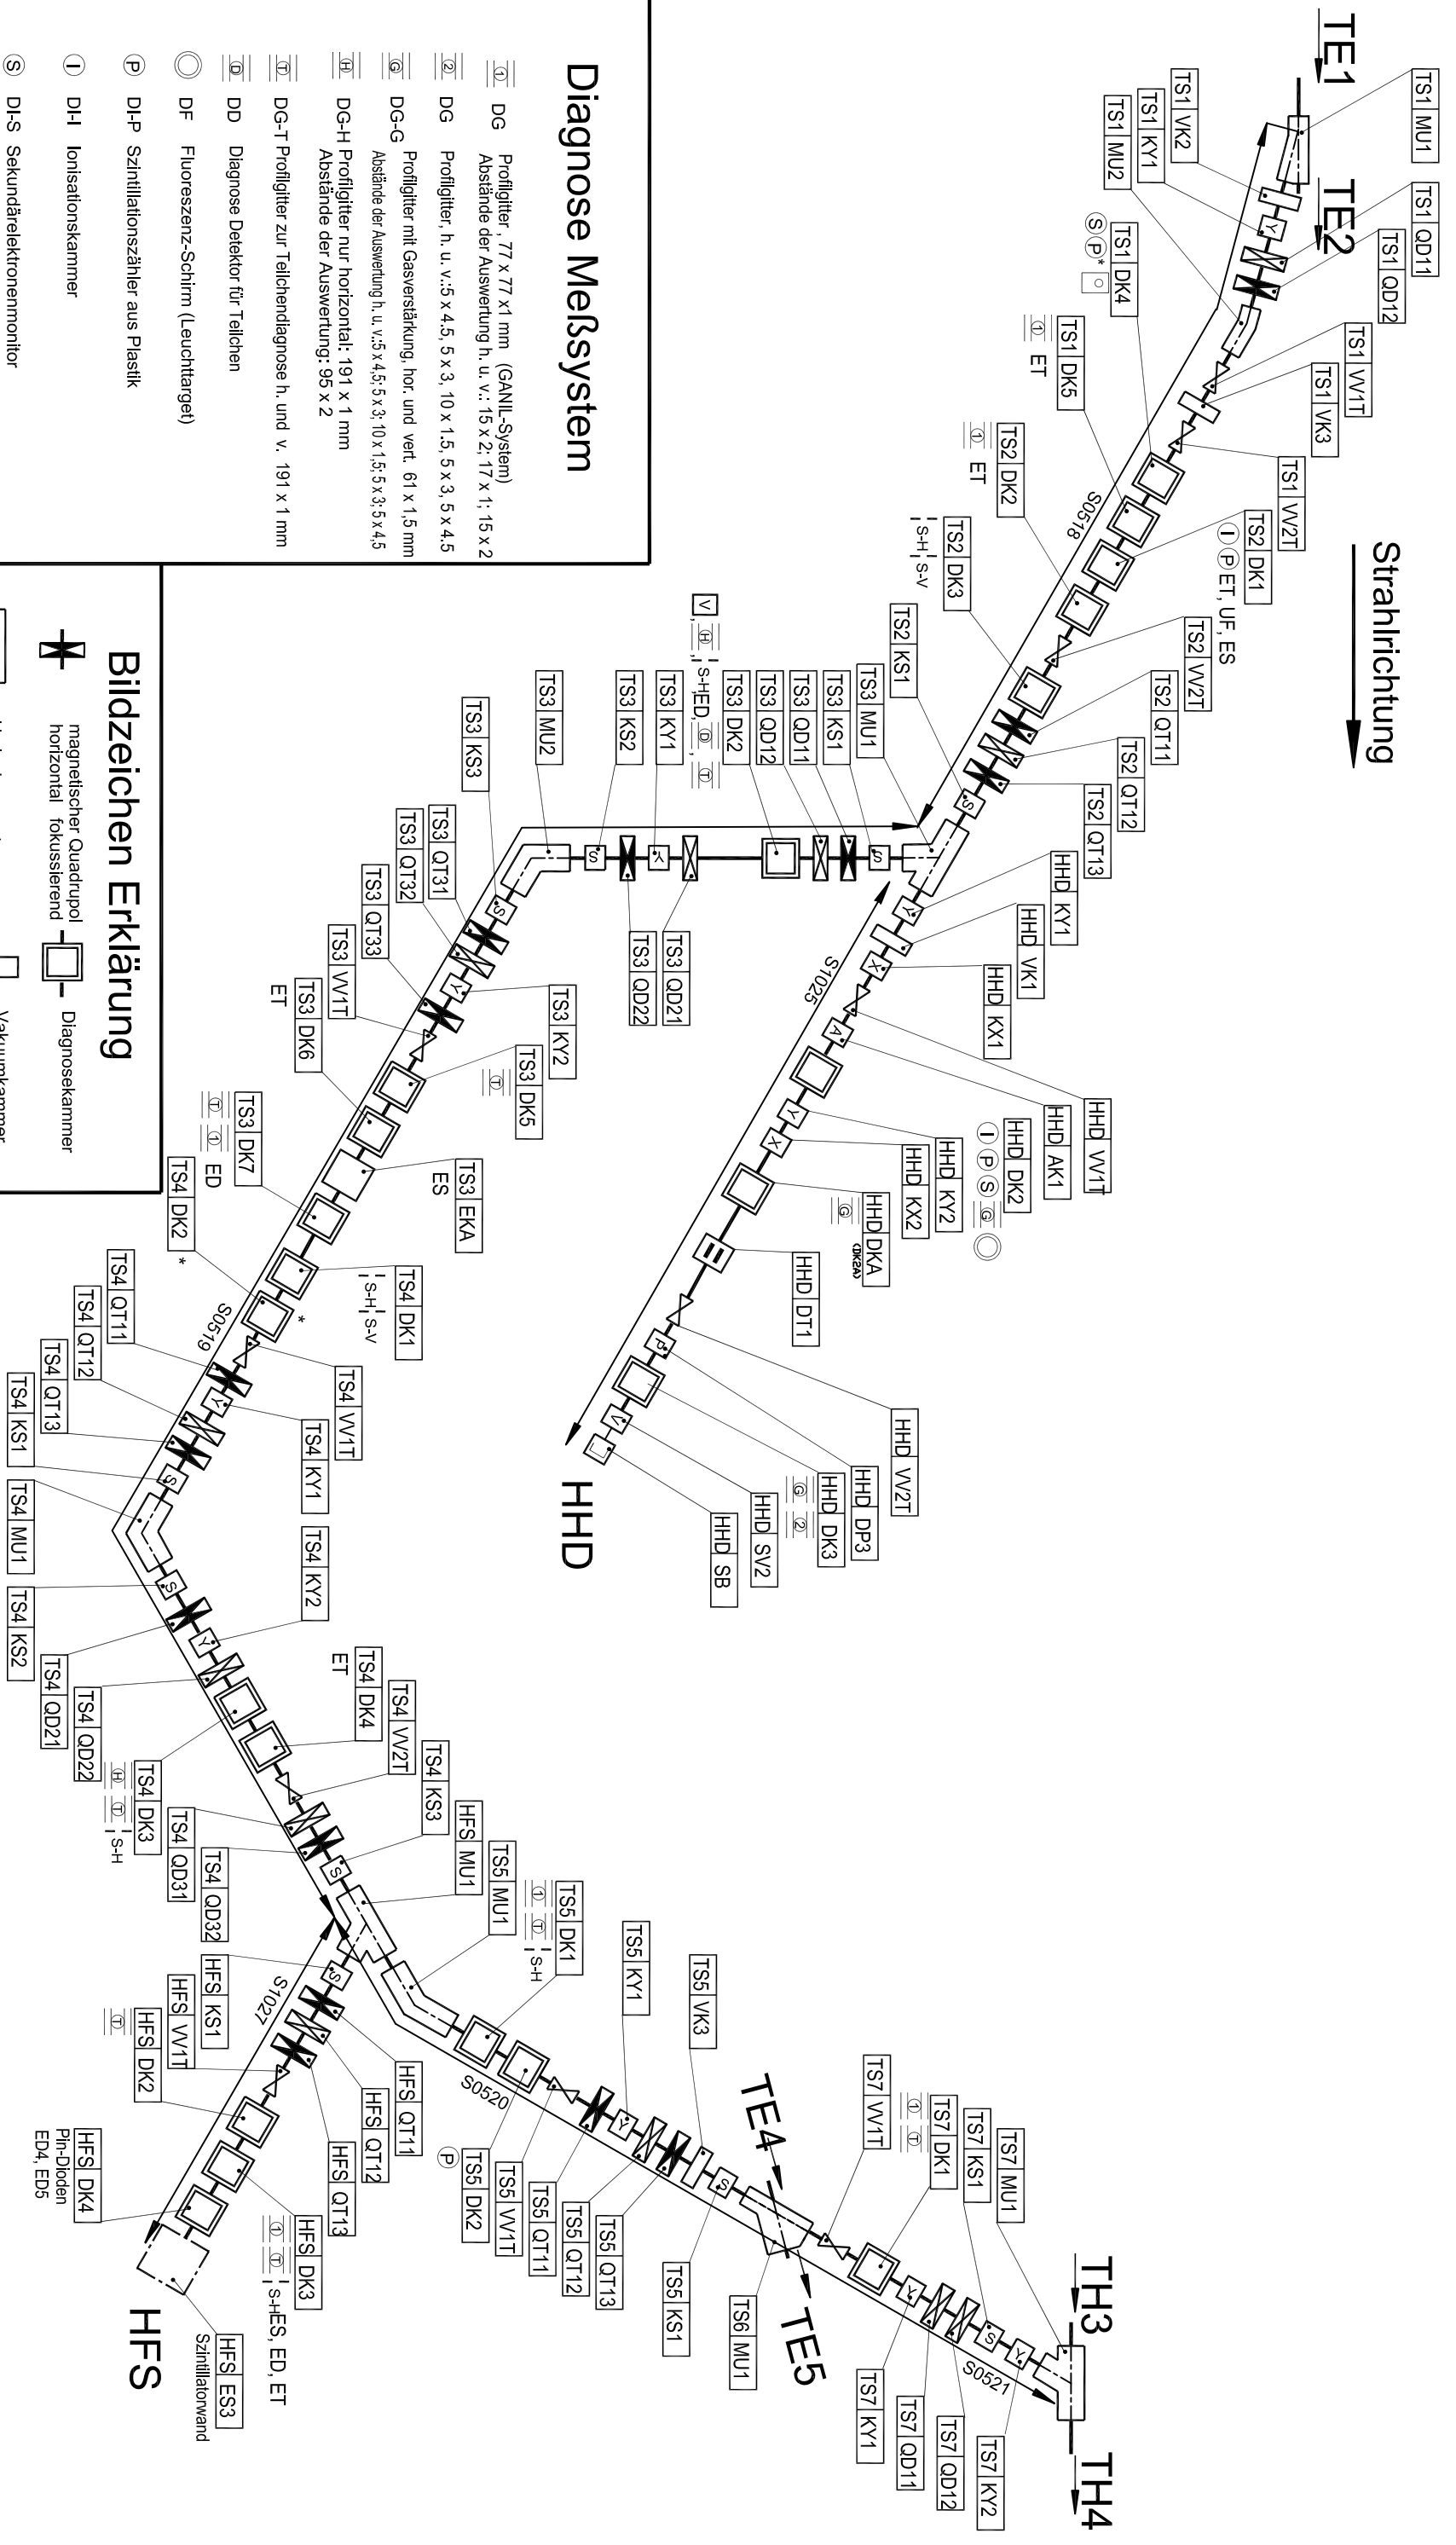 TE1
TE2
Strahlrichtung
TS1 MU1
TS1 VK2
TS1 KY1
TS1 MU2
TS1 QD11
TS1 QD12
TS1 VV1T
TS1 VK3
TS1 VV2T
TS1 DK4
S P *
TS1 DK5
1 ET
TS2 DK1
I P ET, UF, ES
TS2 DK2
1 ET
TS2 VV2T
TS2 DK3
S-H S-V
TS2 QT11
TS2 QT12
TS2 QT13
TS2 KS1
S0518
TS3 MU1
TS3 KS1
TS3 QD11
TS3 QD12
TS3 DK2
V, H, S-H, ED, D, T
TS3 KY1
TS3 KS2
TS3 MU2
TS3 QD21
TS3 QD22
TS3 KS3
TS3 QT31
TS3 QT32
TS3 QT33
TS3 KY2
TS3 VV1T
TS3 DK5
T
TS3 DK6
ET
TS3 EKA
ES
TS3 DK7
T 1 ED
TS4 DK1
S-H S-V
TS4 DK2 *
*
S0519
TS4 VV1T
TS4 KY1
TS4 QT11
TS4 QT12
TS4 QT13
TS4 KS1
TS4 MU1
TS4 KS2
TS4 KY2
TS4 QD21
TS4 QD22
TS4 DK3
H T S-H
TS4 DK4
ET
TS4 VV2T
TS4 QD31
TS4 QD32
TS4 KS3
HHD KY1
HHD VK1
HHD KX1
HHD VV1T
HHD AK1
HHD DK2
I P S G
HHD KY2
HHD KX2
HHD DKA
(DK2A)
G
HHD DT1
HHD VV2T
HHD DP3
HHD DK3
G 2
HHD SV2
HHD SB
S1025
HHD
HFS MU1
TS5 MU1
HFS KS1
HFS VV1T
HFS DK2
T
HFS QT11
HFS QT12
HFS QT13
HFS DK3
1 T S-H ES, ED, ET
HFS DK4
Pin-Dioden
ED4, ED5
HFS ES3
Szintillatorwand
S1027
HFS
TS5 DK1
1 T S-H
TS5 DK2
P
S0520
TS5 VV1T
TS5 QT11
TS5 KY1
TS5 QT12
TS5 QT13
TS5 VK3
TS5 KS1
TS6 MU1
TE4
TE5
TS7 VV1T
TS7 DK1
1 T
TS7 KS1
TS7 MU1
TS7 KY1
TS7 QD11
TS7 QD12
TS7 KY2
S0521
TH3
TH4
Diagnose Meßsystem
1 DG Profilgitter , 77 x 77 x1 mm (GANIL-System)
Abstände der Auswertung h. u. v.: 15 x 2; 17 x 1; 15 x 2
2 DG Profilgitter, h. u. v.:5 x 4.5, 5 x 3, 10 x 1.5, 5 x 3, 5 x 4.5
G DG-G Profilgitter mit Gasverstärkung, hor. und vert. 61 x 1,5 mm
Abstände der Auswertung h. u. v.:5 x 4,5; 5 x 3; 10 x 1,5; 5 x 3; 5 x 4,5
H DG-H Profilgitter nur horizontal: 191 x 1 mm
Abstände der Auswertung: 95 x 2
T DG-T Profilgitter zur Teilchendiagnose h. und v. 191 x 1 mm
D DD Diagnose Detektor für Teilchen
DF Fluoreszenz-Schirm (Leuchttarget)
P DI-P Szintillationszähler aus Plastik
I DI-I Ionisationskammer
S DI-S Sekundärelektronenmonitor
Bildzeichen Erklärung
magnetischer Quadrupol
horizontal fokussierend
Diagnosekammer